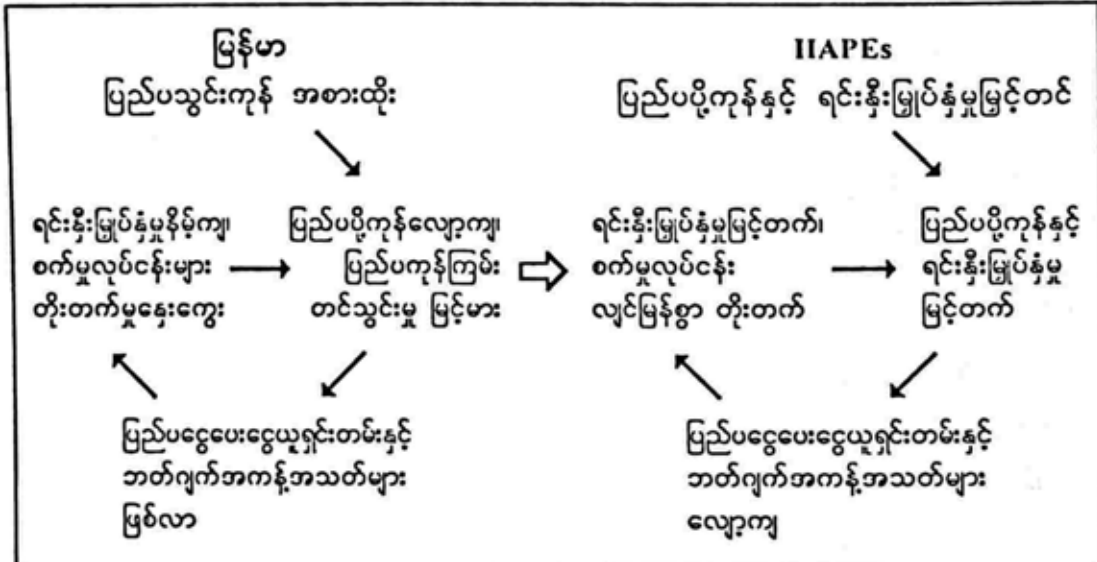 မြန်မာ
ပြည်ပသွင်းကုန် အစားထိုး
ရင်းနှီးမြှုပ်နှံမှုနိမ့်ကျ၊
စက်မှုလုပ်ငန်းများ
တိုးတက်မှုနှေးကွေး
ပြည်ပပို့ကုန်လျော့ကျ၊
ပြည်ပကုန်ကြမ်း
တင်သွင်းမှု မြင့်မား
ပြည်ပငွေပေးငွေယူရှင်းတမ်းနှင့်
ဘတ်ဂျက်အကန့်အသတ်များ
ဖြစ်လာ
IIAPEs
ပြည်ပပို့ကုန်နှင့် ရင်းနှီးမြှုပ်နှံမှုမြှင့်တင်
ရင်းနှီးမြှုပ်နှံမှုမြင့်တက်၊
စက်မှုလုပ်ငန်း
လျင်မြန်စွာ တိုးတက်
ပြည်ပပို့ကုန်နှင့်
ရင်းနှီးမြှုပ်နှံမှု
မြင့်တက်
ပြည်ပငွေပေးငွေယူရှင်းတမ်းနှင့်
ဘတ်ဂျက်အကန့်အသတ်များ
လျော့ကျ